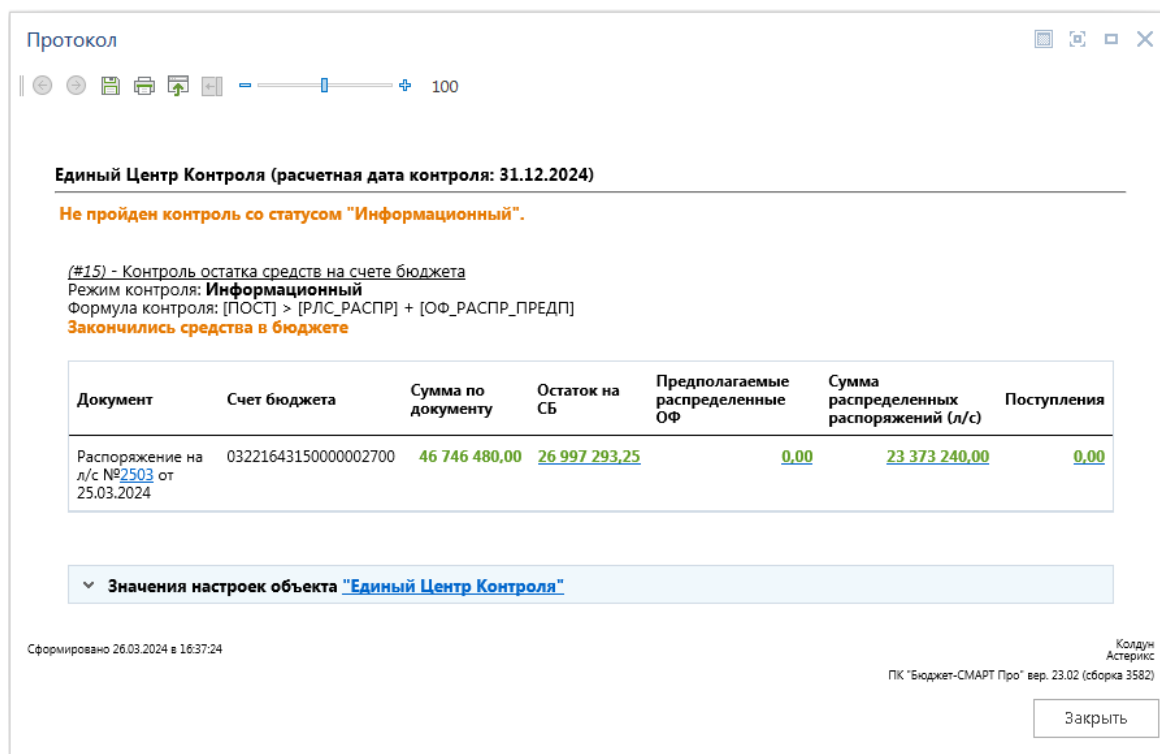 Протокол
100
Единый Центр Контроля (расчетная дата контроля: 31.12.2024)
Не пройден контроль со статусом "Информационный".
(#15) - Контроль остатка средств на счете бюджета
Режим контроля: Информационный
Формула контроля: [ПОСТ] > [РЛС_РАСПР] + [ОФ_РАСПР_ПРЕДП]
Закончились средства в бюджете
Документ
Счет бюджета
Сумма по
документу
Остаток на
СБ
Предполагаемые
распределенные
ОФ
Сумма
распределенных
распоряжений (л/с)
Поступления
Распоряжение на
л/с №2503 от
25.03.2024
03221643150000002700
46 746 480,00
26 997 293,25
0,00
23 373 240,00
0,00
Значения настроек объекта "Единый Центр Контроля"
Сформировано 26.03.2024 в 16:37:24
Колдун
Астерикс
ПК "Бюджет-СМАРТ Про" вер. 23.02 (сборка 3582)
Закрыть